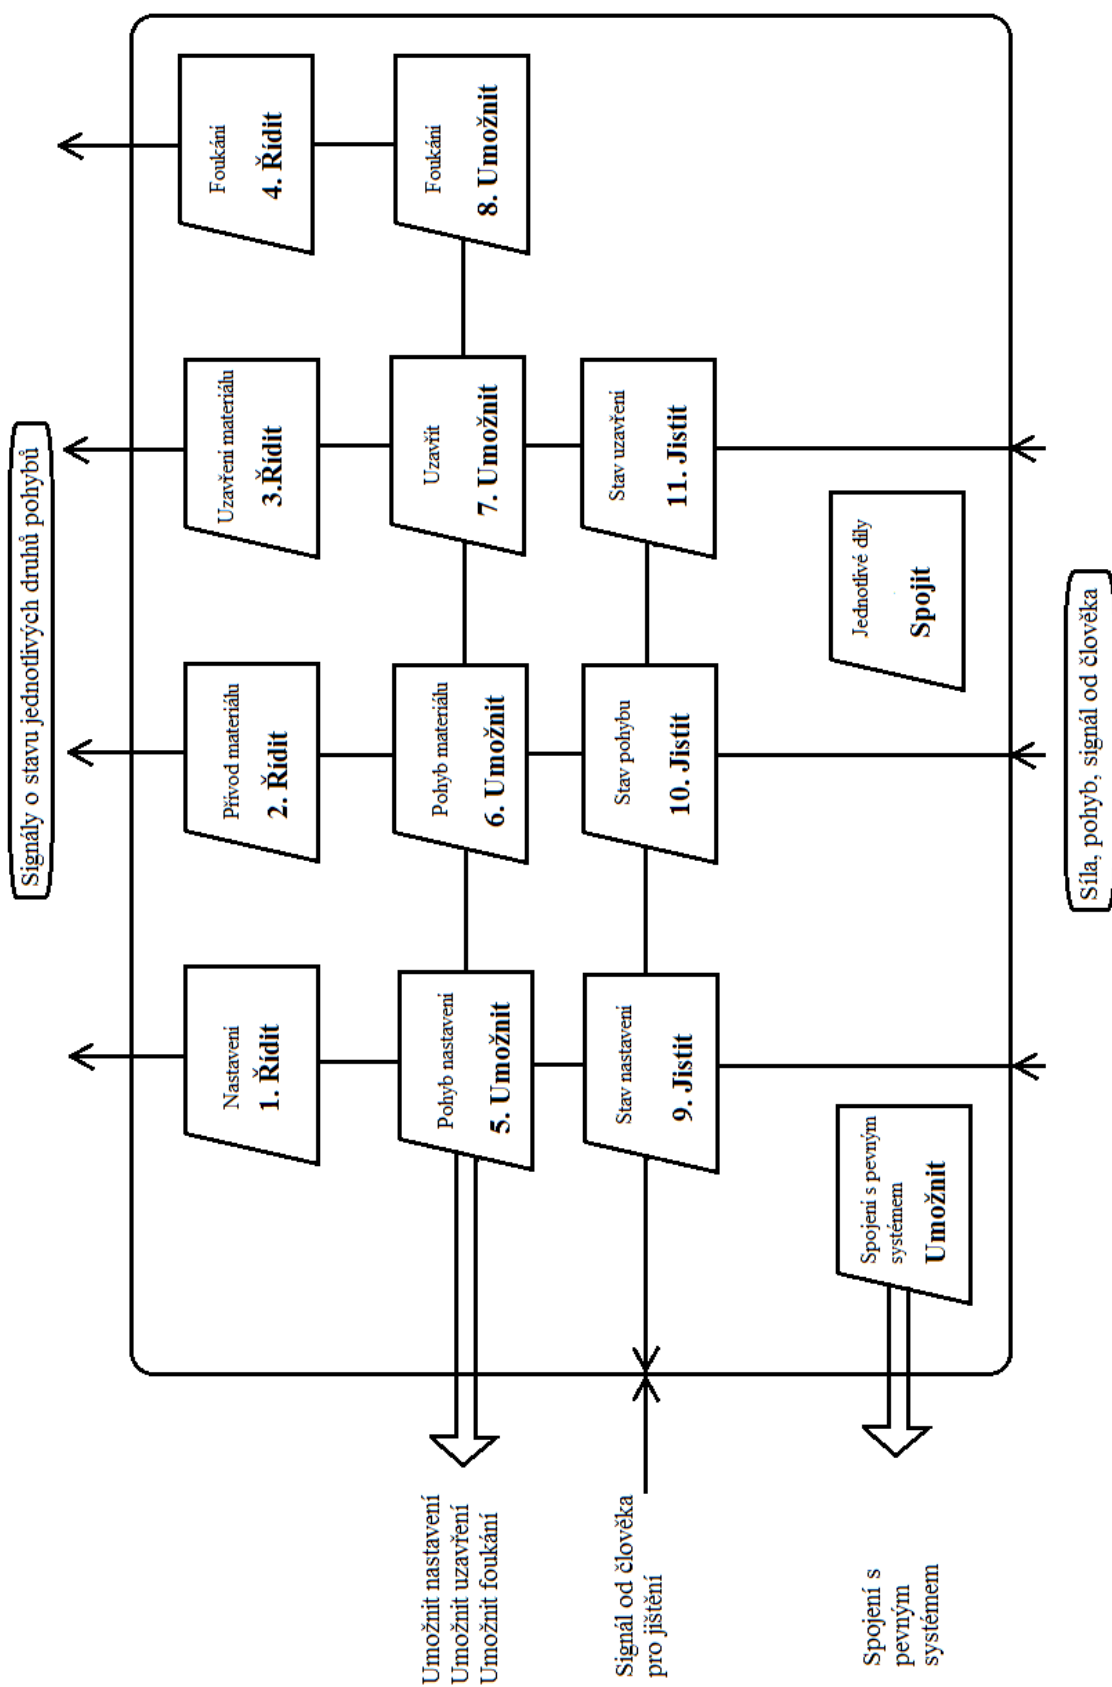 Signály o stavu jednotlivých druhů pohybů
Nastavení
1. Řídit
Přívod materiálu
2. Řídit
Uzavření materiálu
3.Řídit
Foukání
4. Řídit
Umožnit nastavení
Umožnit uzavření
Umožnit foukání
Pohyb nastavení
5. Umožnit
Pohyb materiálu
6. Umožnit
Uzavřít
7. Umožnit
Foukání
8. Umožnit
Signál od člověka
pro jištění
Stav nastavení
9. Jistit
Stav pohybu
10. Jistit
Stav uzavření
11. Jistit
Spojení s
pevným
systémem
Spojení s pevným
systémem
Umožnit
Jednotlivé díly
Spojit
Síla, pohyb, signál od člověka